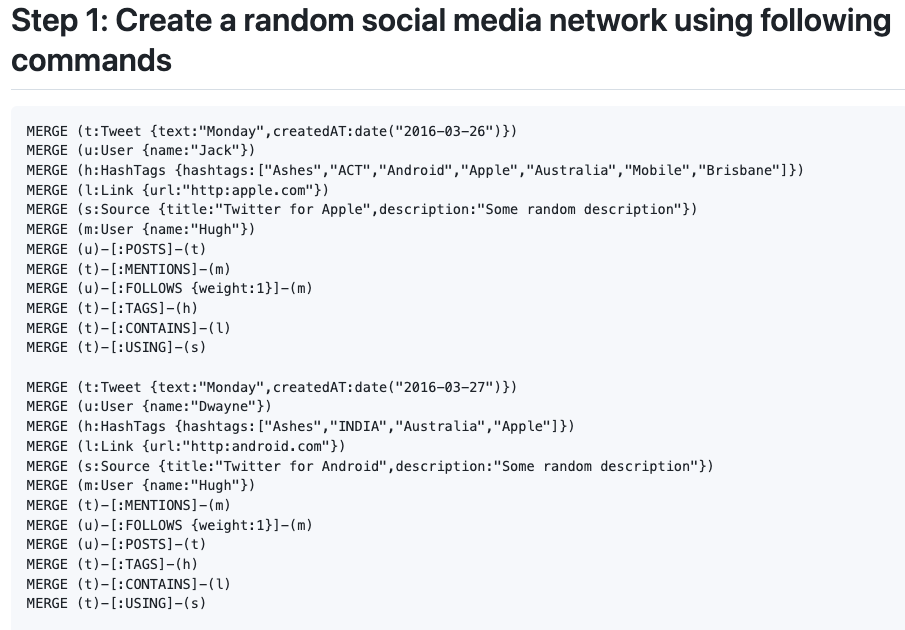 Step 1: Create a random social media network using following
commands
MERGE (t:Tweet {text:"Monday",createdAT:date("2016-03-26")})
MERGE (u:User {name:"Jack"})
MERGE (h:HashTags {hashtags:["Ashes","ACT","Android","Apple","Australia","Mobile","Brisbane"]})
MERGE (l:Link {url:"http:apple.com"})
MERGE (s:Source {title:"Twitter for Apple",description:"Some random description"})
MERGE (m:User {name:"Hugh"})
MERGE (u)-[:POSTS]-(t)
MERGE (t)-[:MENTIONS]-(m)
MERGE (u)-[:FOLLOWS {weight:1}]-(m)
MERGE (t)-[:TAGS]-(h)
MERGE (t)-[:CONTAINS]-(l)
MERGE (t)-[:USING]-(s)
MERGE (t:Tweet {text:"Monday",createdAT:date("2016-03-27")})
MERGE (u:User {name:"Dwayne"})
MERGE (h:HashTags {hashtags:["Ashes","INDIA","Australia","Apple"]})
MERGE (l:Link {url:"http:android.com"})
MERGE (s:Source {title:"Twitter for Android",description:"Some random description"})
MERGE (m:User {name:"Hugh"})
MERGE (t)-[:MENTIONS]-(m)
MERGE (u)-[:FOLLOWS {weight:1}]-(m)
MERGE (u)-[:POSTS]-(t)
MERGE (t)-[:TAGS]-(h)
MERGE (t)-[:CONTAINS]-(l)
MERGE (t)-[:USING]-(s)